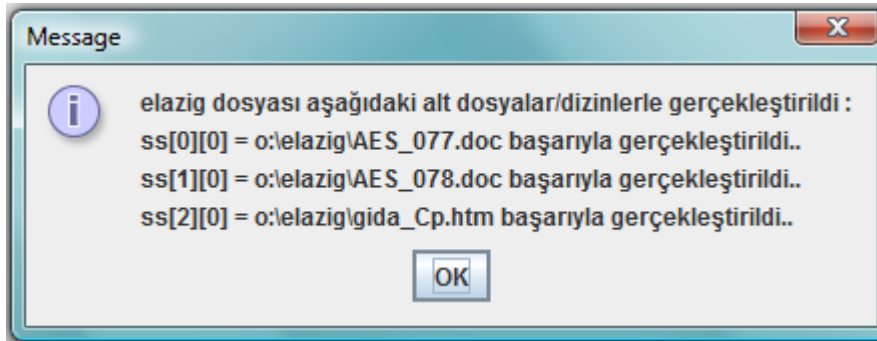 Message
elazig dosyası aşağıdaki alt dosyalar/dizinlerle gerçekleştirildi :
ss[0][0] = o:\elazig\AES_077.doc başarıyla gerçekleştirildi..
ss[1][0] = o:\elazig\AES_078.doc başarıyla gerçekleştirildi..
ss[2][0] = o:\elazig\gida_Cp.htm başarıyla gerçekleştirildi..
OK